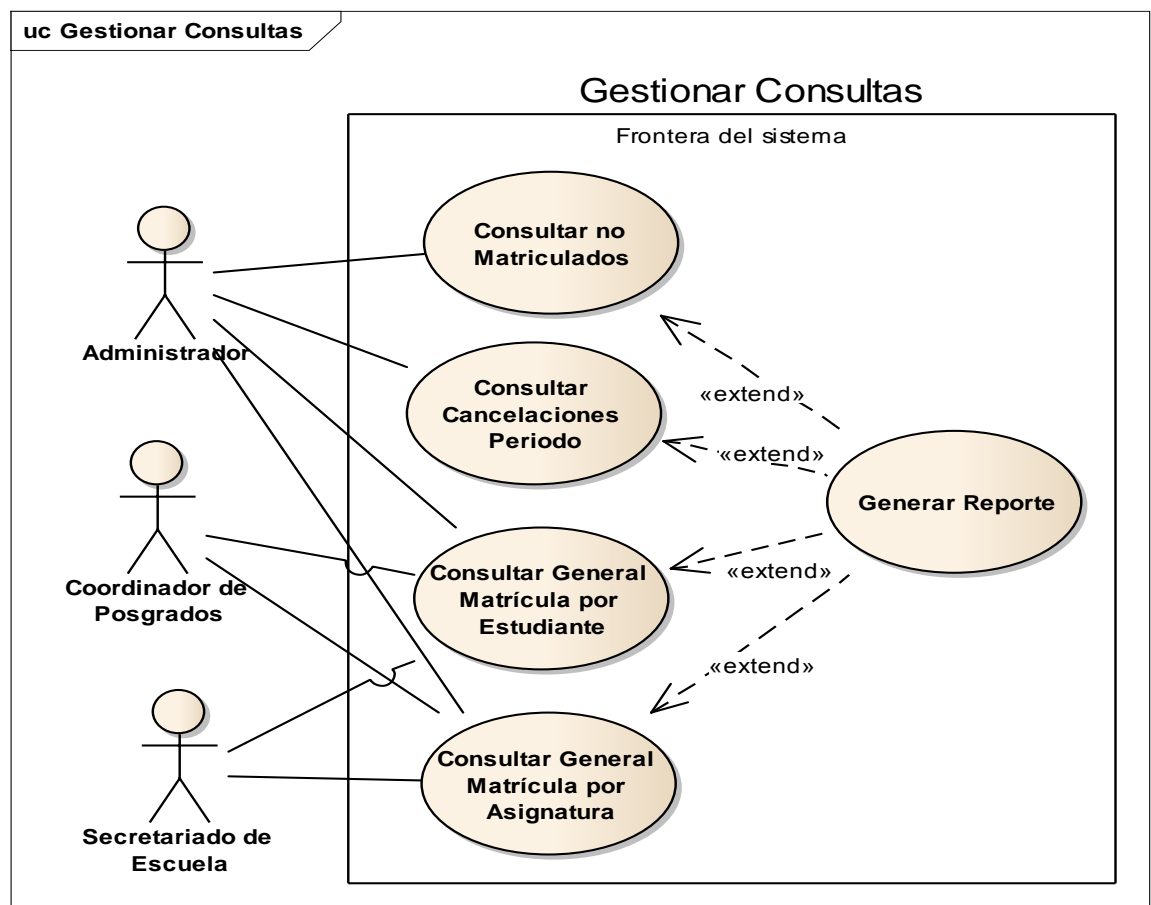 uc Gestionar Consultas
Gestionar Consultas
Frontera del sistema
Consultar no
Matriculados
Administrador
Consultar
Cancelaciones
Periodo
«extend»
«extend»
Generar Reporte
Coordinador de
Posgrados
Consultar General
Matrícula por
Estudiante
«extend»
«extend»
Secretariado de
Escuela
Consultar General
Matrícula por
Asignatura